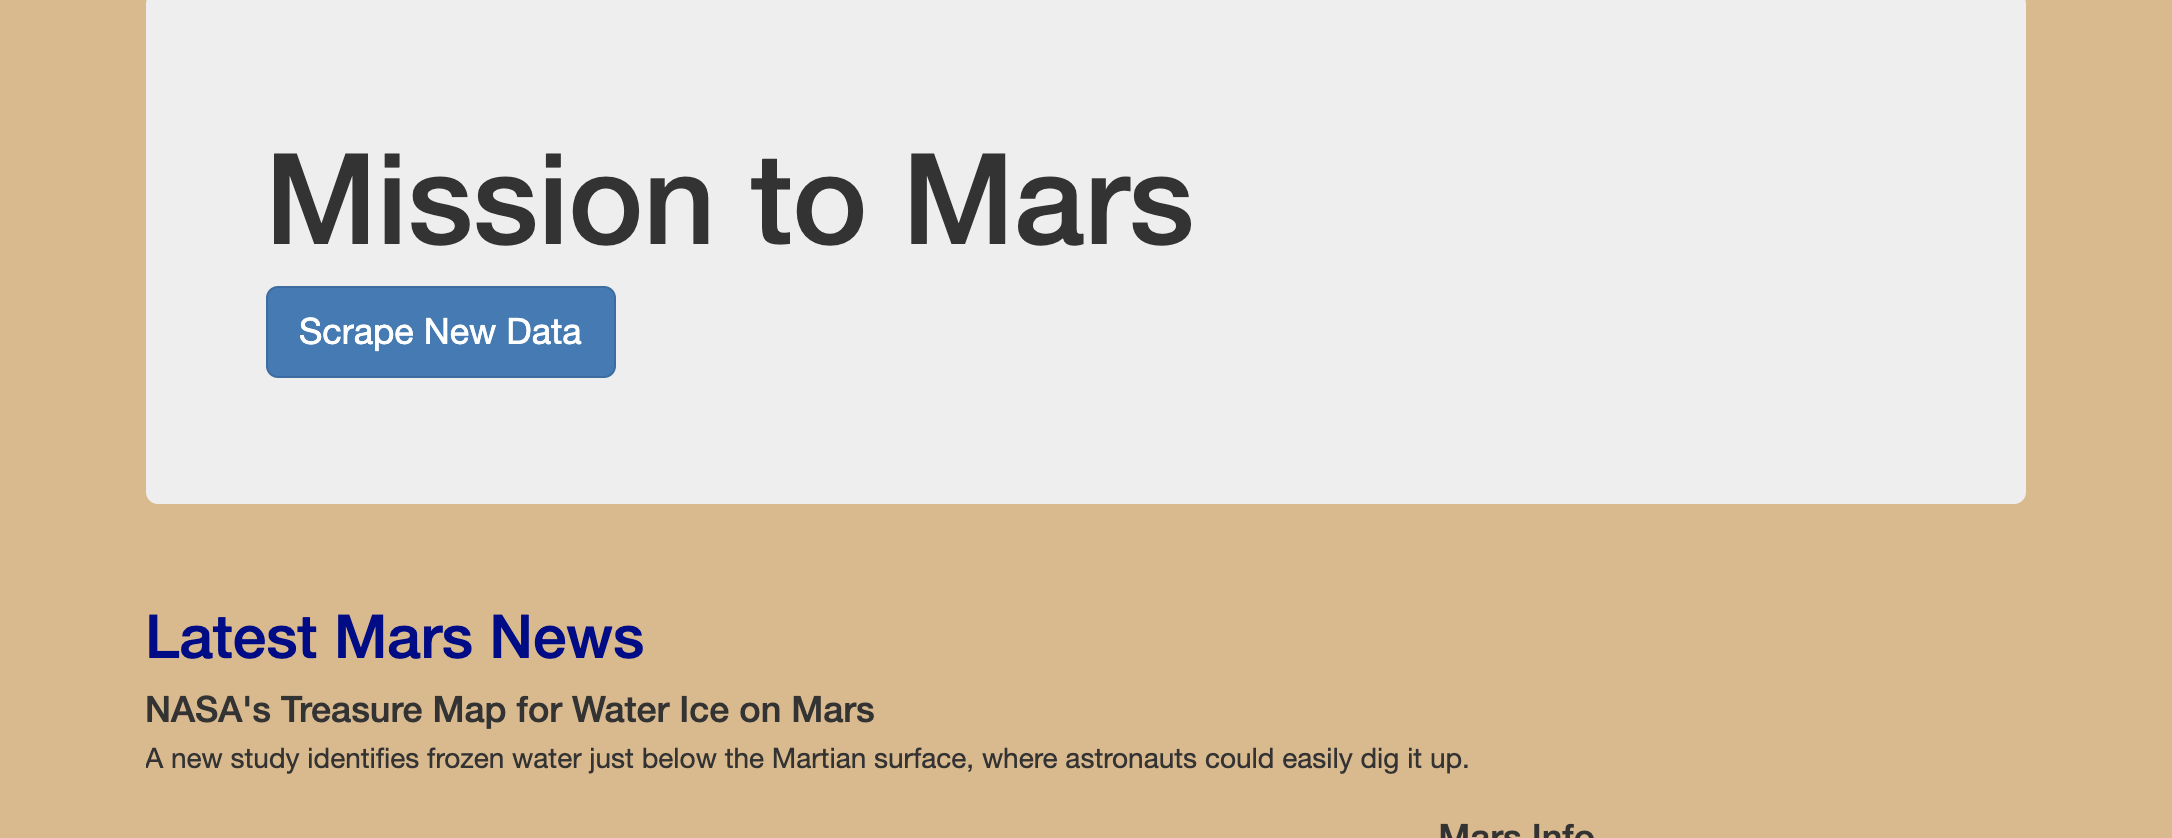 Mission to Mars
Scrape New Data
Latest Mars News
NASA's Treasure Map for Water Ice on Mars
A new study identifies frozen water just below the Martian surface, where astronauts could easily dig it up.
Mars Info